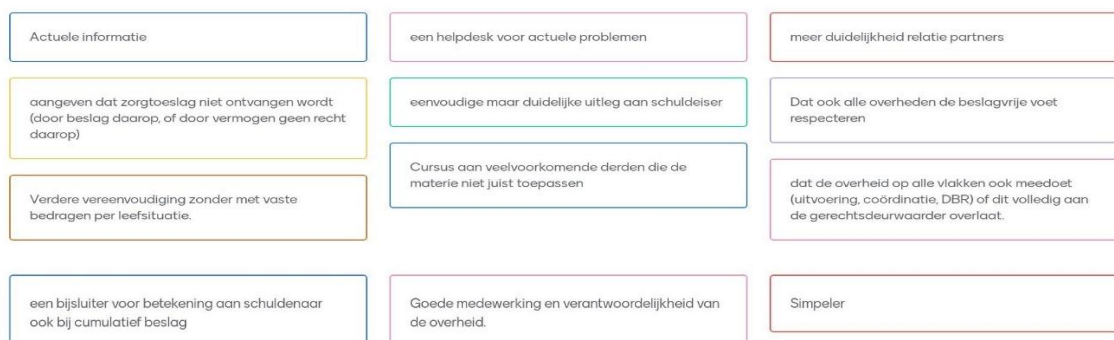 Actuele informatie
een helpdesk voor actuele problemen
meer duidelijkheid relatie partners
aangeven dat zorgtoeslag niet ontvangen wordt
(door beslag daarop, of door vermogen geen recht
daarop)
eenvoudige maar duidelijke uitleg aan schuldeiser
Dat ook alle overheden de beslagvrije voet
respecteren
Verdere vereenvoudiging zonder met vaste
bedragen per leefsituatie.
Cursus aan veelvoorkomende derden die de
materie niet juist toepassen
dat de overheid op alle vlakken ook meedoet
(uitvoering, coördinatie, DBR) of dit volledig aan
de gerechtsdeurwaarder overlaat.
een bijsluiter voor betekening aan schuldenaar
ook bij cumulatief beslag
Goede medewerking en verantwoordelijkheid van
de overheid.
Simpeler